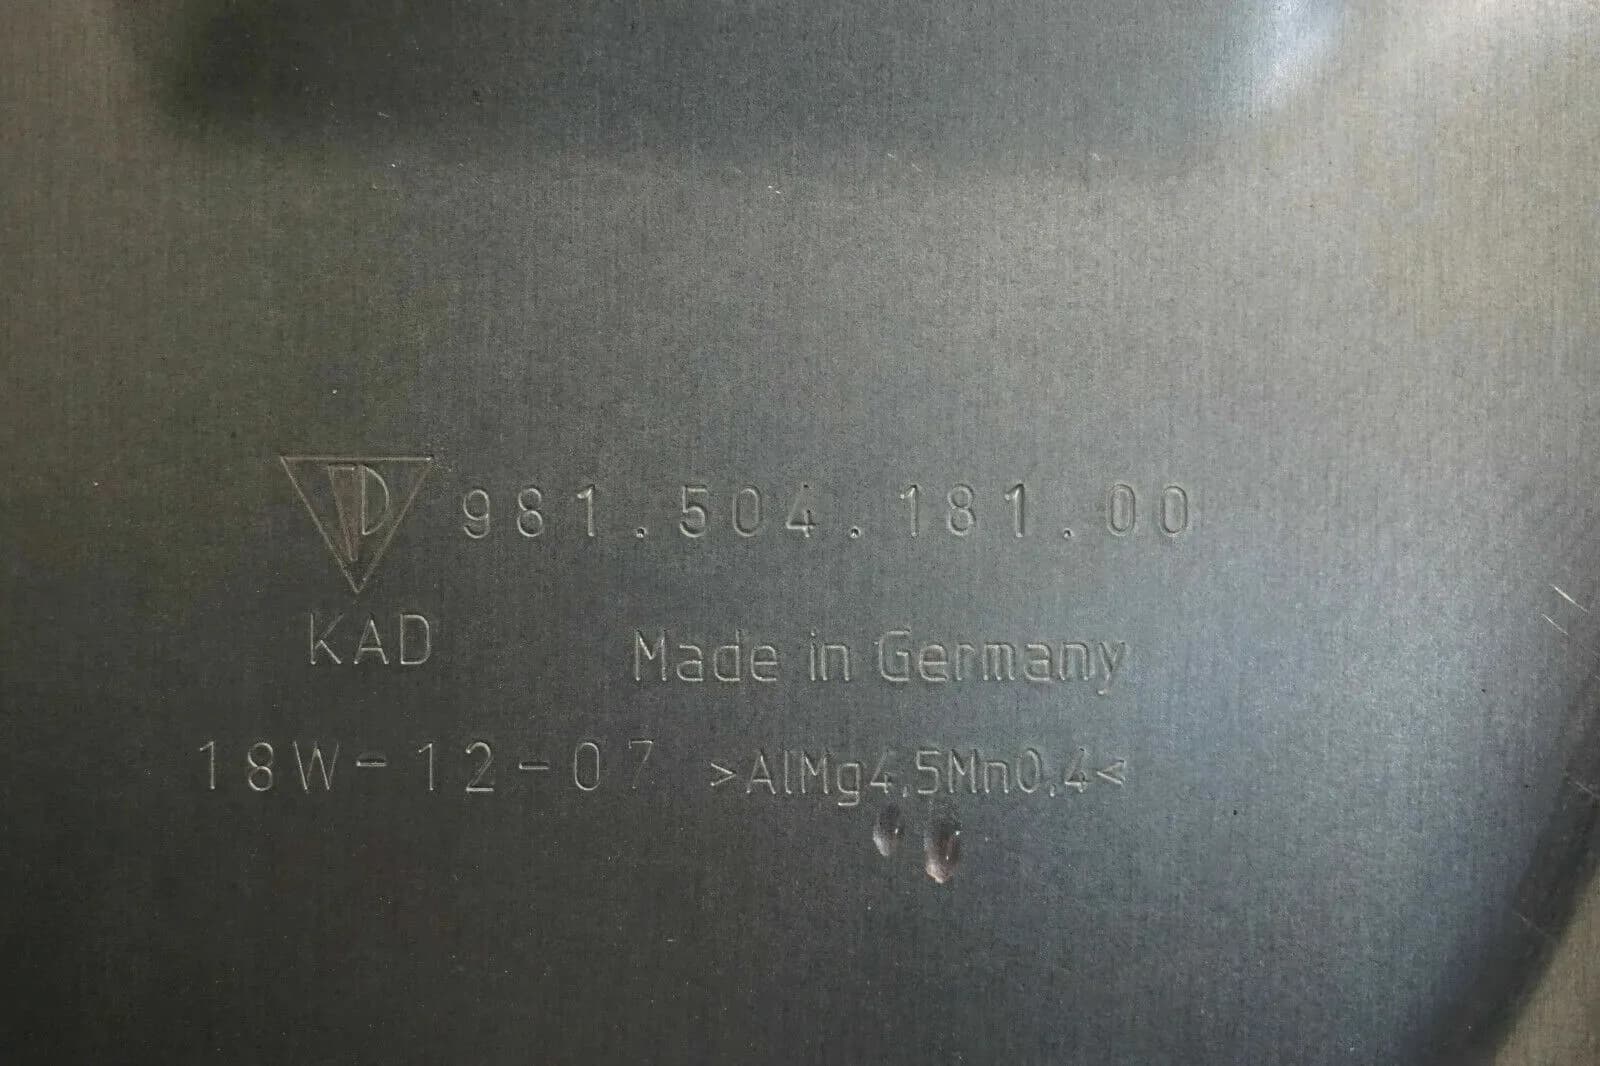 981.504.181.00
KAD
Made in Germany
18W-12-07 >AlMg4,5Mn0,4<